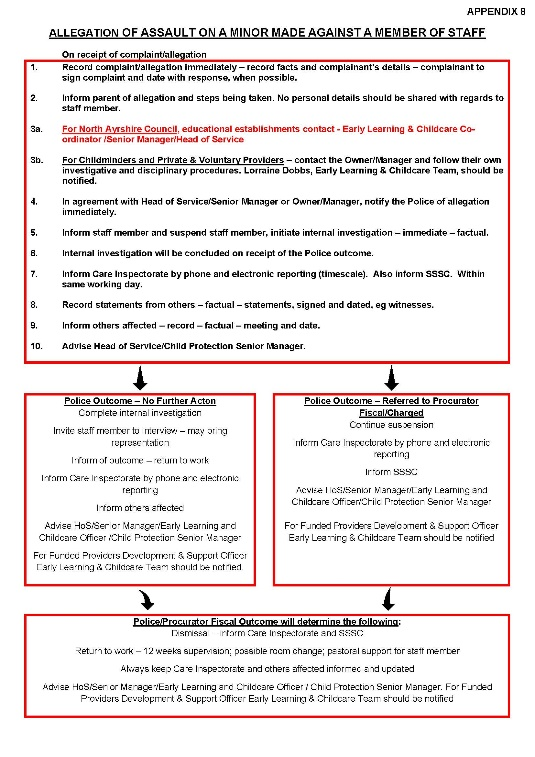 APPENDIX 8
ALLEGATION OF ASSAULT ON A MINOR MADE AGAINST A MEMBER OF STAFF
On receipt of complaint/allegation
1. Record complaint/allegation immediately – record facts and complainant's details – complainant to
sign complaint and date with response, when possible.
2. Inform parent of allegation and steps being taken. No personal details should be shared with regards to
staff member.
3a. For North Ayrshire Council, educational establishments contact - Early Learning & Childcare Co-
ordinator /Senior Manager/Head of Service
3b. For Childminders and Private & Voluntary Providers – contact the Owner/Manager and follow their own
investigative and disciplinary procedures. Lorraine Dobbs, Early Learning & Childcare Team, should be
notified.
4. In agreement with Head of Service/Senior Manager or Owner/Manager, notify the Police of allegation
immediately.
5. Inform staff member and suspend staff member, initiate internal investigation – immediate – factual.
6. Internal investigation will be concluded on receipt of the Police outcome.
7. Inform Care Inspectorate by phone and electronic reporting (timescale). Also inform SSSC. Within
same working day.
8. Record statements from others – factual – statements, signed and dated, eg witnesses.
9. Inform others affected – record – factual – meeting and date.
10. Advise Head of Service/Child Protection Senior Manager.
Police Outcome – No Further Acton
Complete internal investigation
Invite staff member to interview – may bring
representation
Inform of outcome – return to work
Inform Care Inspectorate by phone and electronic
reporting
Inform others affected
Advise HoS/Senior Manager/Early Learning and
Childcare Officer /Child Protection Senior Manager
For Funded Providers Development & Support Officer
Early Learning & Childcare Team should be notified.
Police Outcome – Referred to Procurator
Fiscal/Charged
Continue suspension
Inform Care Inspectorate by phone and electronic
reporting
Inform SSSC
Advise HoS/Senior Manager/Early Learning and
Childcare Officer/Child Protection Senior Manager
For Funded Providers Development & Support Officer
Early Learning & Childcare Team should be notified
Police/Procurator Fiscal Outcome will determine the following:
Dismissal – Inform Care Inspectorate and SSSC
Return to work – 12 weeks supervision; possible room change; pastoral support for staff member
Always keep Care Inspectorate and others affected informed and updated
Advise HoS/Senior Manager/Early Learning and Childcare Officer / Child Protection Senior Manager. For Funded
Providers Development & Support Officer Early Learning & Childcare Team should be notified